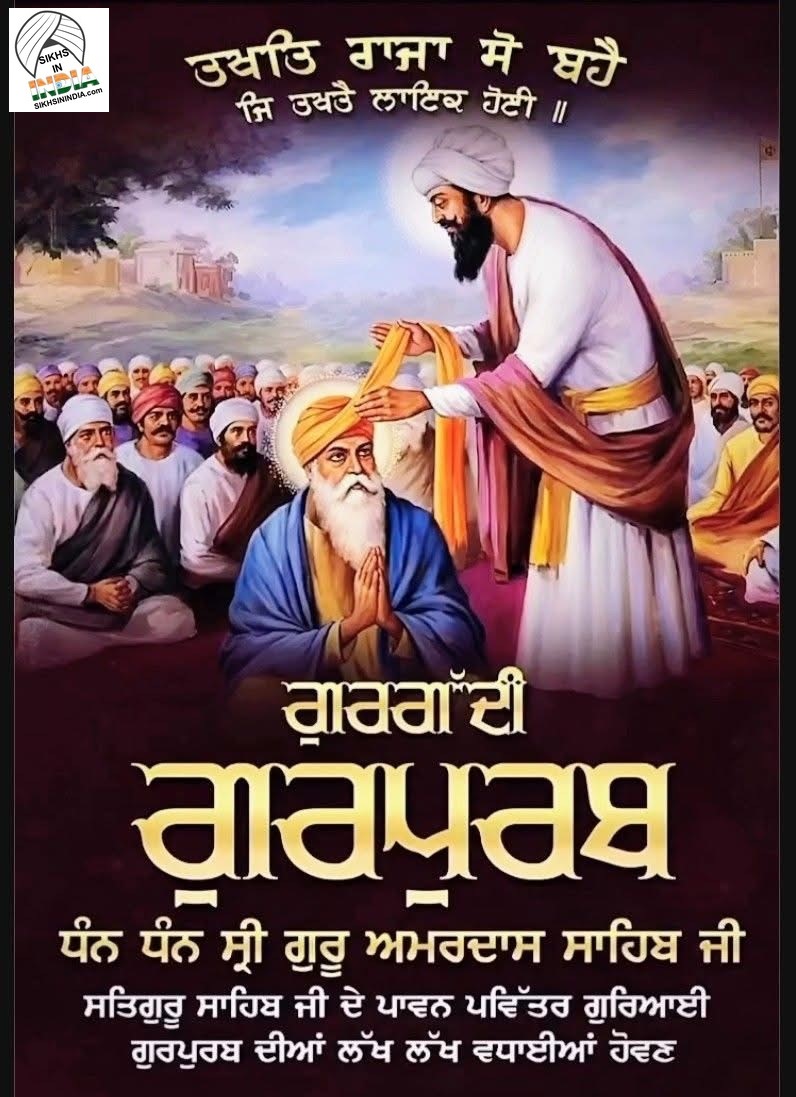 SIKHS
IN
INDIA
SIKHSININDIA.com
ਤਖਤਿ ਰਾਜਾ ਸੋ ਬਹੈ
ਜਿ ਤਖਤੈ ਲਾਇਕ ਹੋਣੀ ॥
ਗੁਰਗੱਦੀ
ਗੁਰਪੁਰਬ
ਧੰਨ ਧੰਨ ਸ੍ਰੀ ਗੁਰੂ ਅਮਰਦਾਸ ਸਾਹਿਬ ਜੀ
ਸਤਿਗੁਰੂ ਸਾਹਿਬ ਜੀ ਦੇ ਪਾਵਨ ਪਵਿੱਤਰ ਗੁਰਿਆਈ
ਗੁਰਪੁਰਬ ਦੀਆਂ ਲੱਖ ਲੱਖ ਵਧਾਈਆਂ ਹੋਵਣ